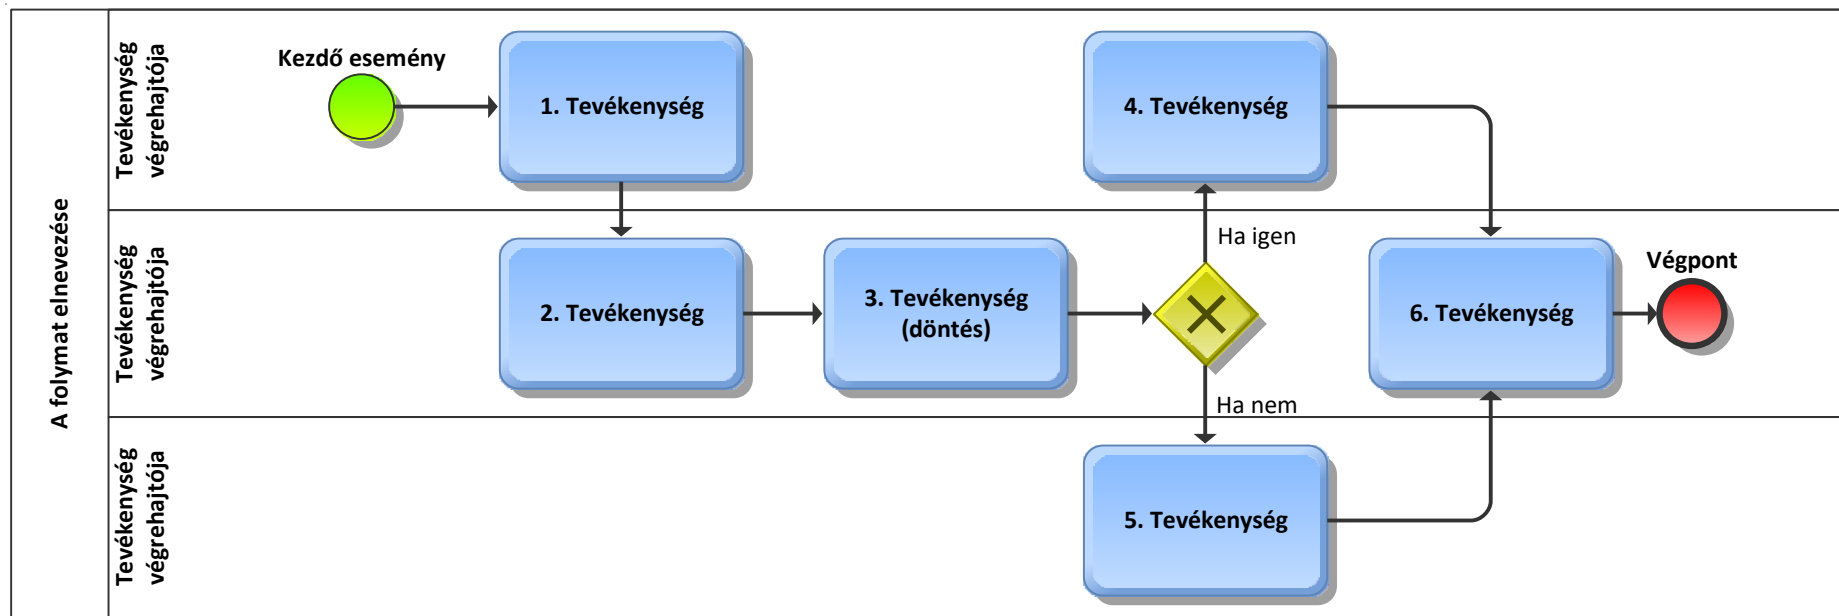 A folymat elnevezése
Tevékenység
végrehajtója
Kezdő esemény
1. Tevékenység
4. Tevékenység
Tevékenység
végrehajtója
2. Tevékenység
3. Tevékenység
(döntés)
Ha igen
Ha nem
6. Tevékenység
Végpont
Tevékenység
végrehajtója
5. Tevékenység